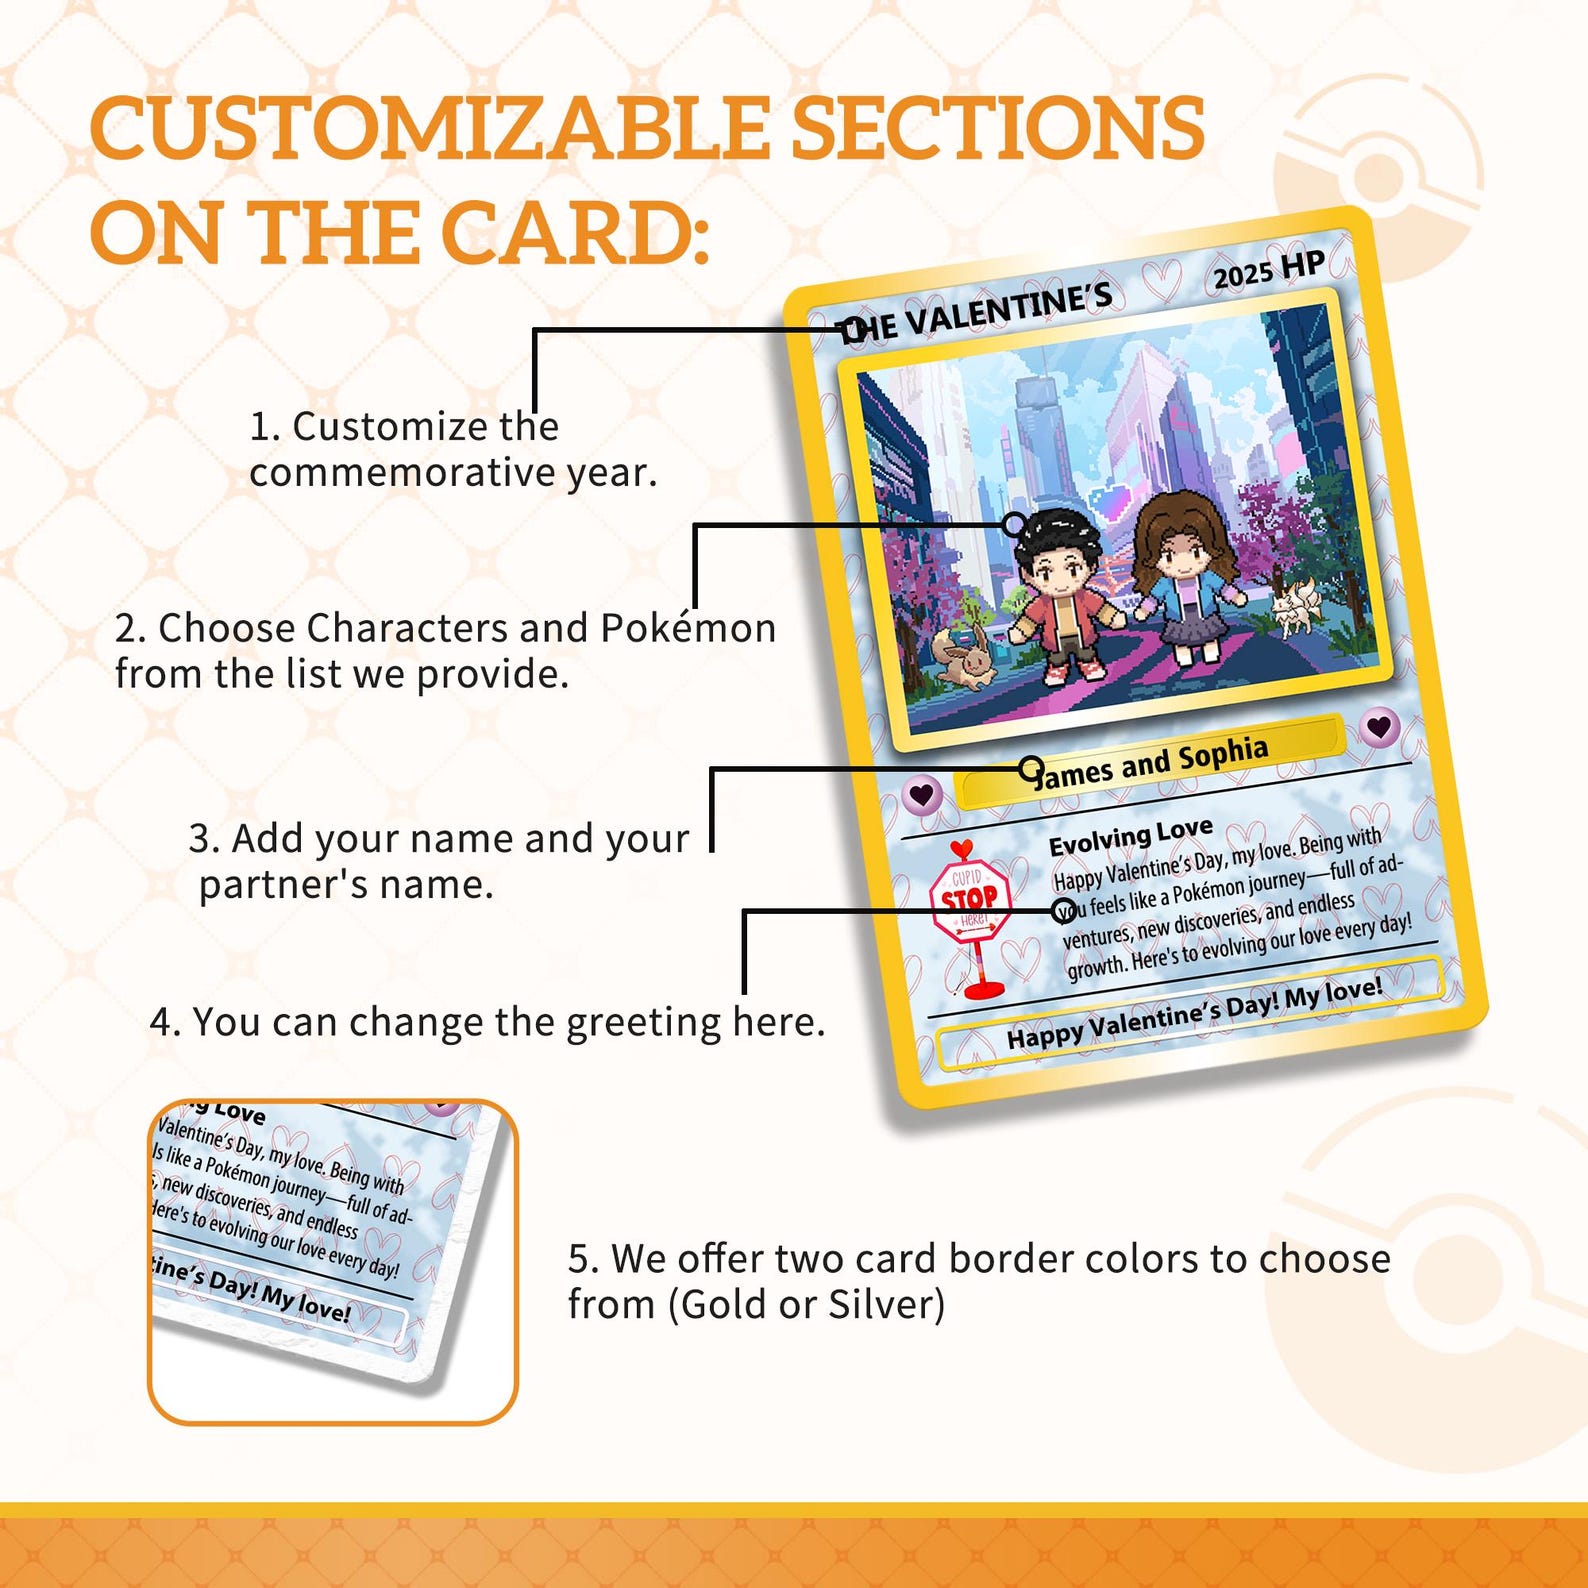 CUSTOMIZABLE SECTIONS
ON THE CARD:
THE VALENTINE'S
2025 HP
1. Customize the
commemorative year.
2. Choose Characters and Pokémon
from the list we provide.
James and Sophia
3. Add your name and your
partner's name.
Evolving Love
Happy Valentine's Day, my love. Being with
you feels like a Pokémon journey—full of ad-
ventures, new discoveries, and endless
growth. Here's to evolving our love every day!
CUPID
STOP
HERE!
Happy Valentine's Day! My love!
4. You can change the greeting here.
ng Love
Valentine's Day, my love. Being with
ls like a Pokémon journey—full of ad-
s, new discoveries, and endless
Here's to evolving our love every day!
tine's Day! My love!
5. We offer two card border colors to choose
from (Gold or Silver)